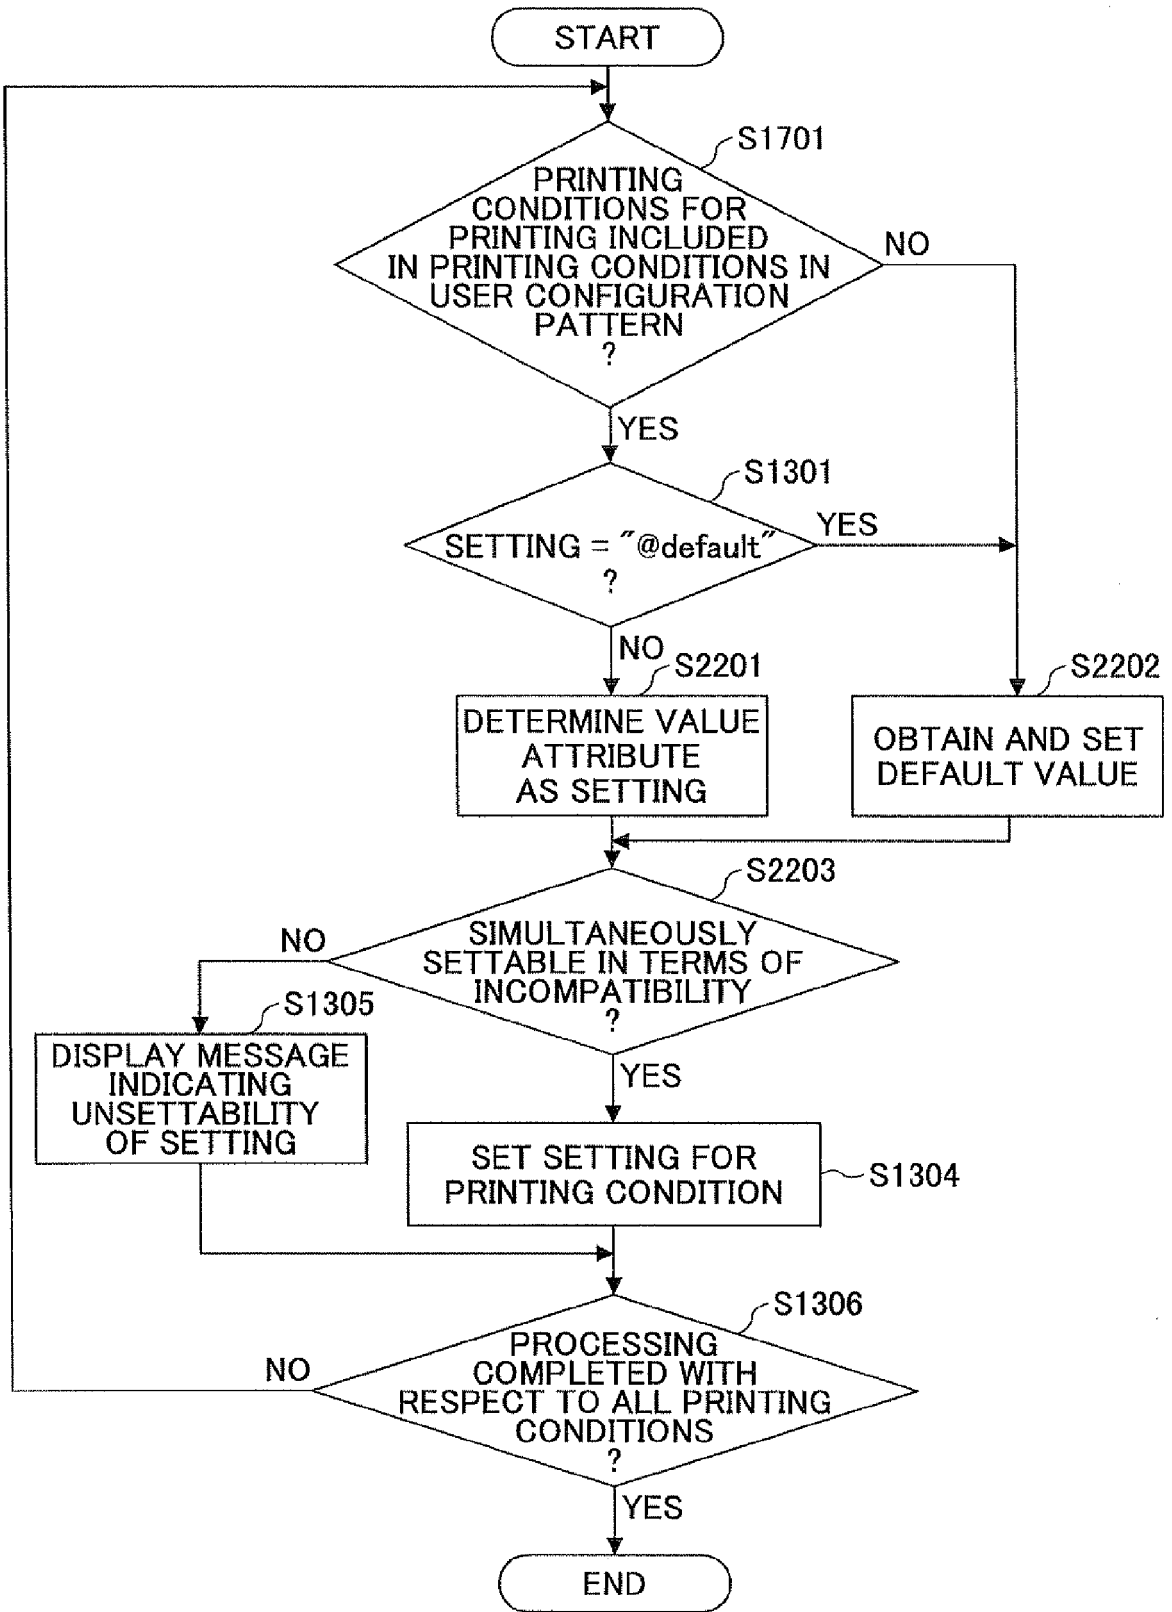 START
S1701
PRINTING
CONDITIONS FOR
PRINTING INCLUDED
IN PRINTING CONDITIONS IN
USER CONFIGURATION
PATTERN
?
NO
YES
S1301
SETTING = "@default"
?
YES
NO
S2201
DETERMINE VALUE
ATTRIBUTE
AS SETTING
S2202
OBTAIN AND SET
DEFAULT VALUE
S2203
SIMULTANEOUSLY
SETTABLE IN TERMS OF
INCOMPATIBILITY
?
NO
YES
S1305
DISPLAY MESSAGE
INDICATING
UNSETTABILITY
OF SETTING
SET SETTING FOR
PRINTING CONDITION
S1304
S1306
PROCESSING
COMPLETED WITH
RESPECT TO ALL PRINTING
CONDITIONS
?
NO
YES
END